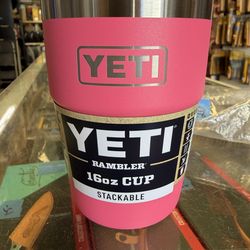 YETI
YETI
RAMBLER
16oz CUP
STACKABLE